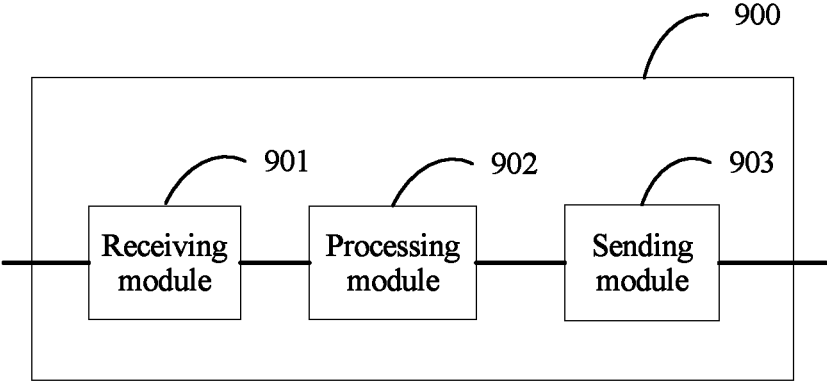 900
901
902
903
Receiving
module
Processing
module
Sending
module